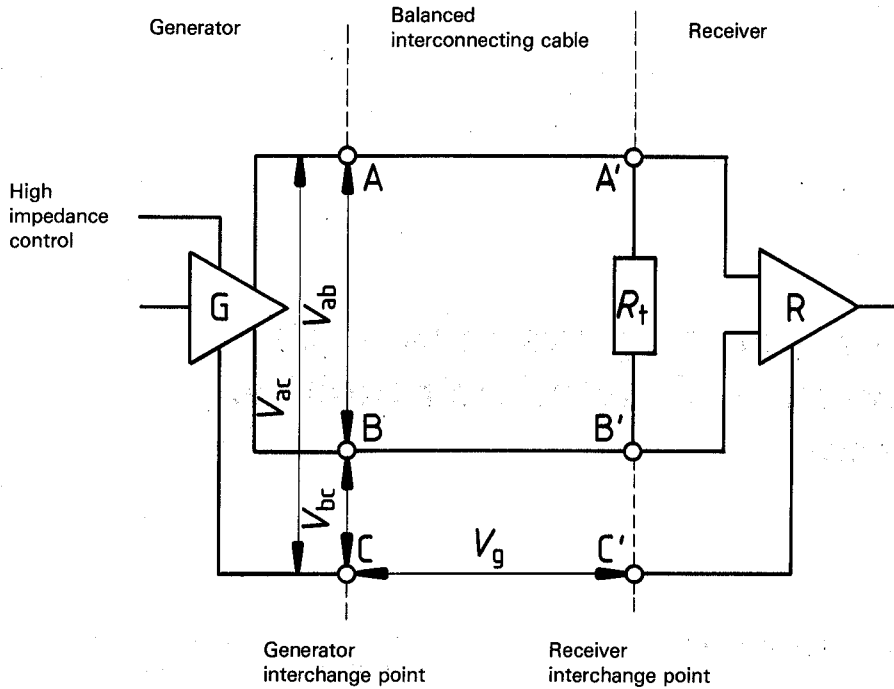 Generator
Balanced
interconnecting cable
Receiver
High
impedance
control
A
A'
G
V_ab
R_t
R
V_ac
B
B'
V_bc
C
V_g
C'
Generator
interchange point
Receiver
interchange point